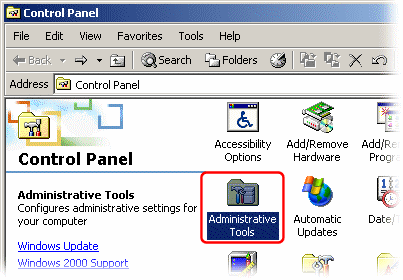 Control Panel
File Edit View Favorites Tools Help
Back Search Folders
Address Control Panel
Control Panel
Administrative Tools
Configures administrative settings for
your computer
Windows Update
Windows 2000 Support
Accessibility
Options
Add/Remove
Hardware
Add/Re
Progr
Administrative
Tools
Automatic
Updates
Date/T